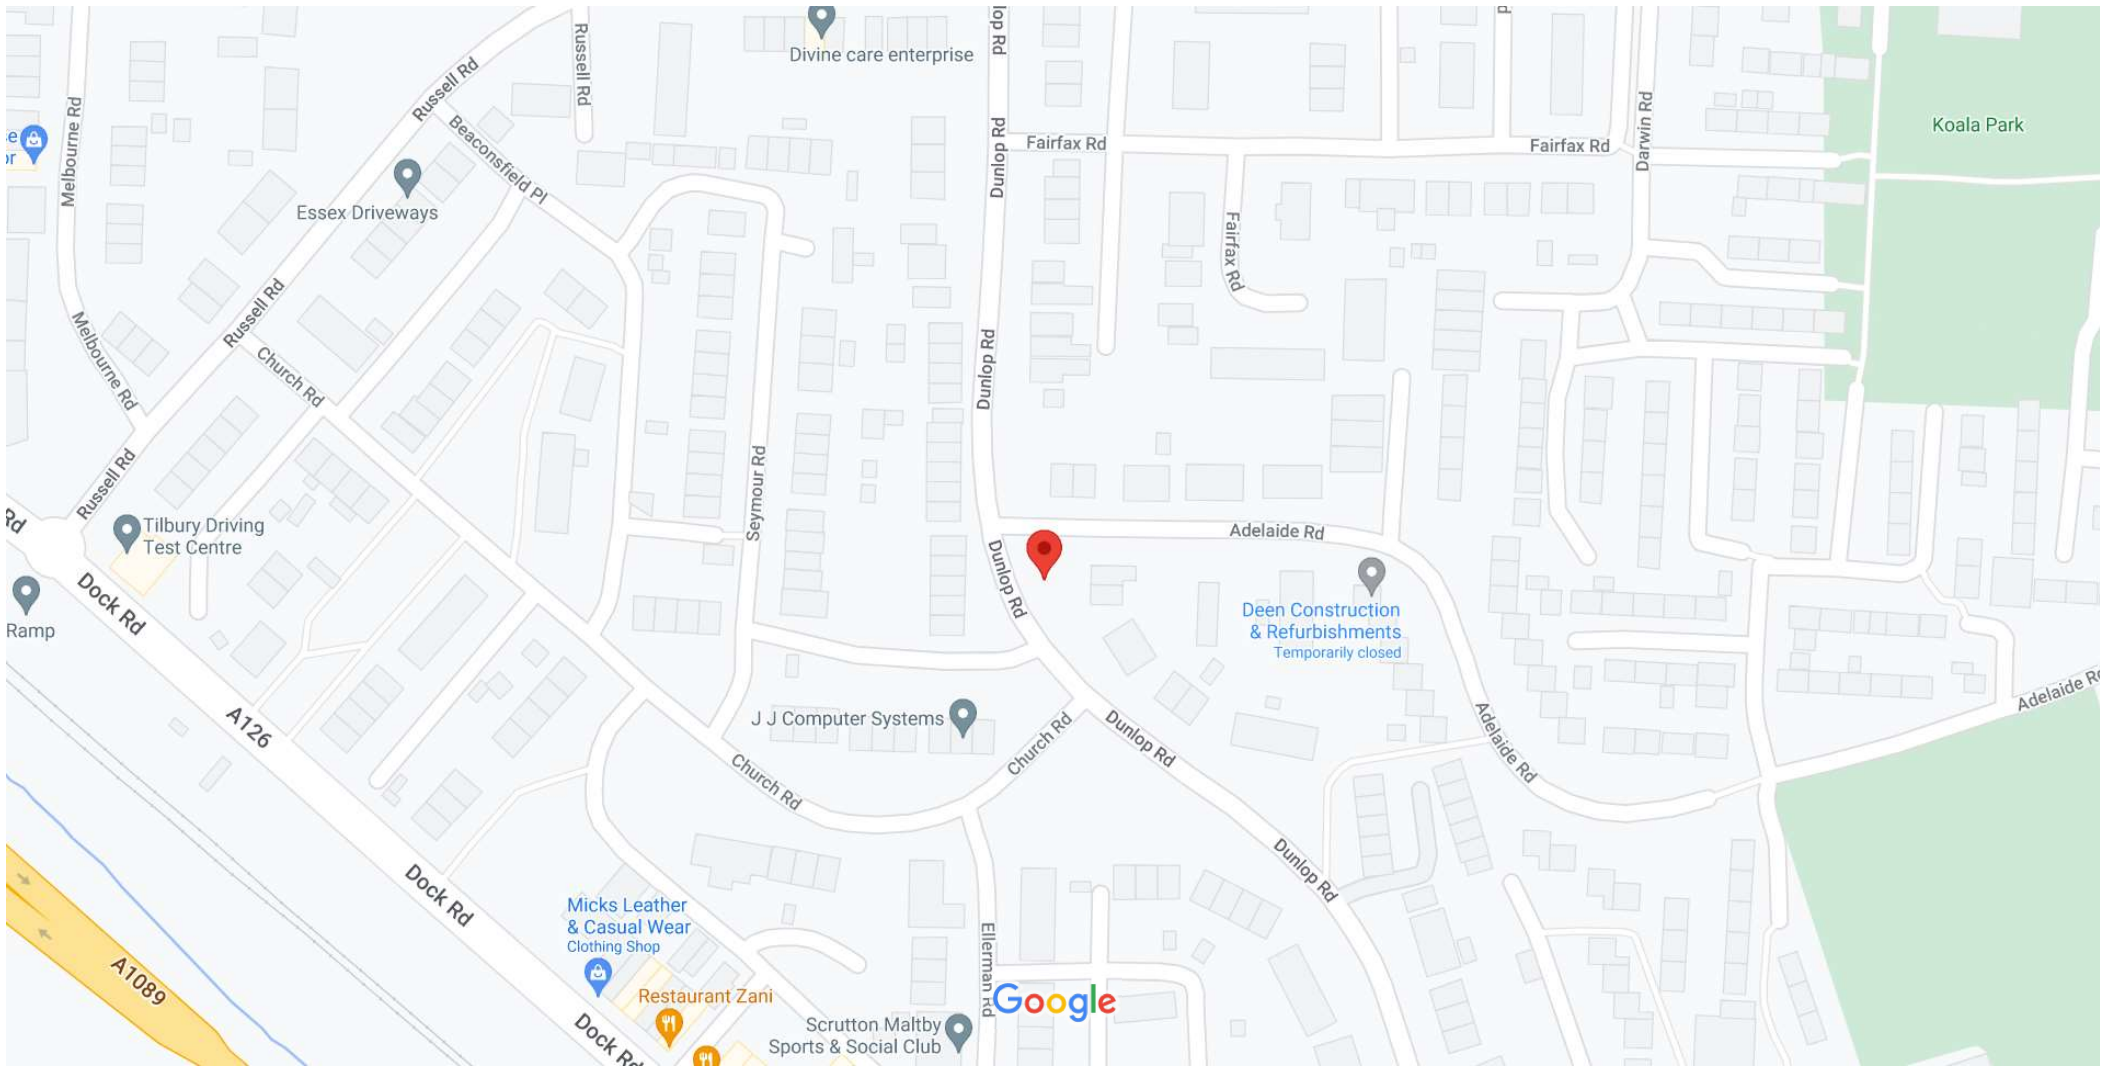 lop Rd
Divine care enterprise
Russell Rd
Russell Rd
Melbourne Rd
Koala Park
Darwin Rd
Dunlop Rd
Fairfax Rd
Fairfax Rd
Beaconsfield Pl
Essex Driveways
Fairfax Rd
Russell Rd
Melbourne Rd
Church Rd
Dunlop Rd
Seymour Rd
Russell Rd
Rd
Tilbury Driving
Test Centre
Adelaide Rd
Dunlop Rd
Dock Rd
Ramp
Deen Construction
& Refurbishments
Temporarily closed
Adelaide R
A126
J J Computer Systems
Church Rd
Dunlop Rd
Adelaide Rd
Church Rd
Dunlop Rd
Dock Rd
Micks Leather
& Casual Wear
Clothing Shop
Ellerman Rd
A1089
Restaurant Zani
Google
Scrutton Maltby
Sports & Social Club
Dock Rd